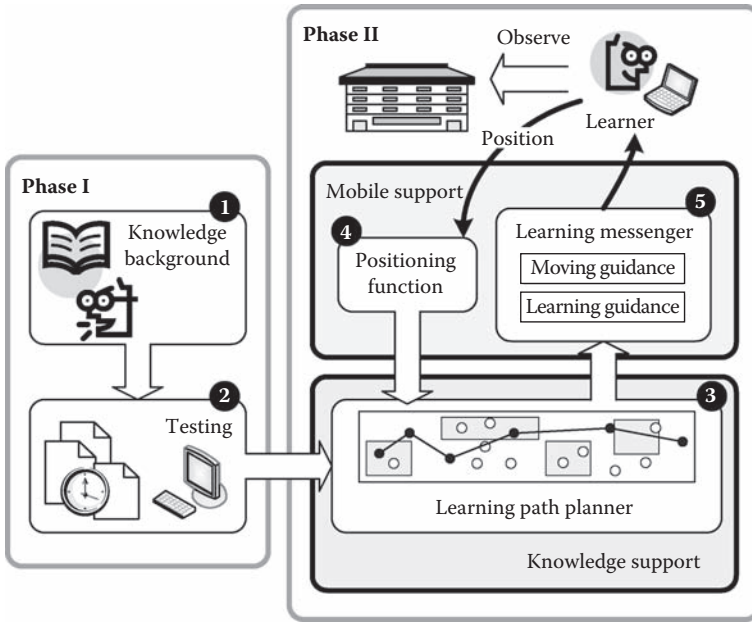 Phase I
1
Knowledge
background
2
Testing
Phase II
Observe
Learner
Position
Mobile support
4
Positioning
function
5
Learning messenger
Moving guidance
Learning guidance
3
Learning path planner
Knowledge support